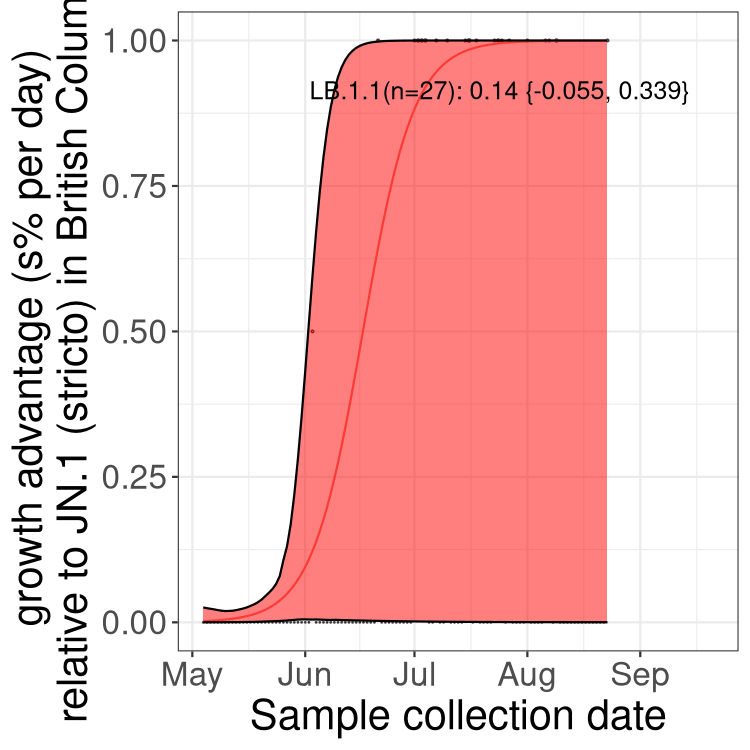 growth advantage (s% per day)
relative to JN.1 (stricto) in British Colum
1.00
0.75
0.50
0.25
0.00
LB.1.1(n=27): 0.14 {-0.055, 0.339}
May Jun Jul Aug Sep
Sample collection date